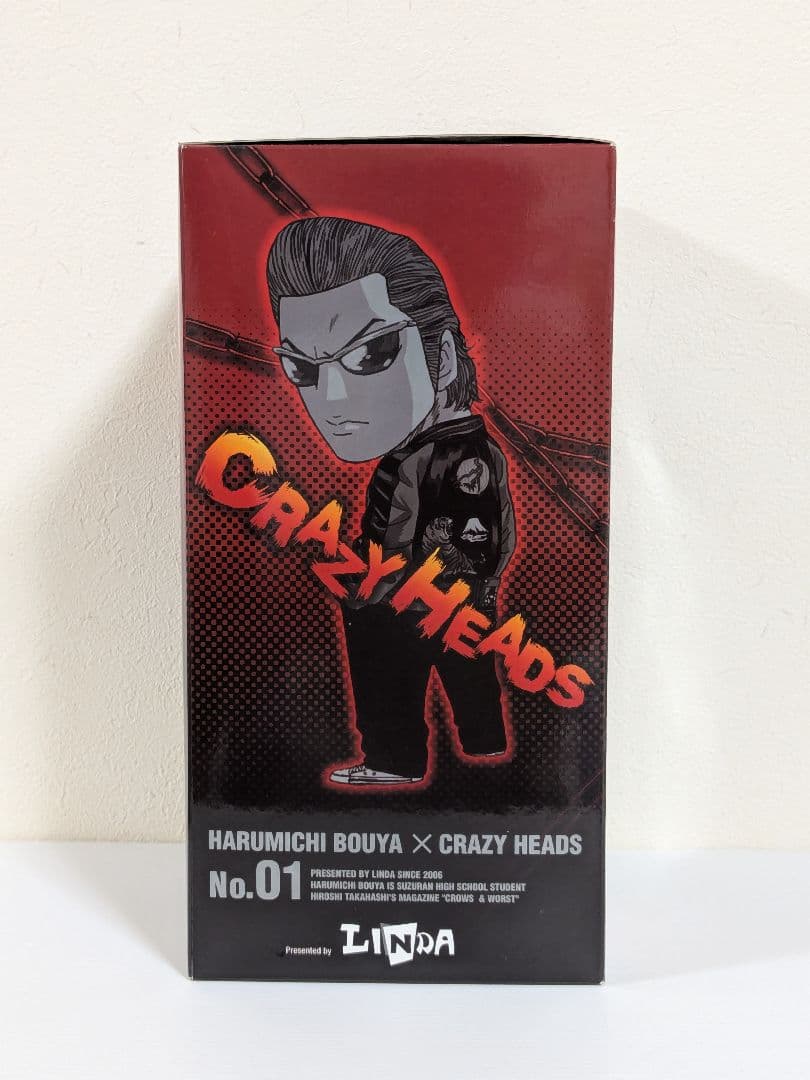 CRAZY HEADS
HARUMICHI BOUYA × CRAZY HEADS
No.01
PRESENTED BY LINDA SINCE 2006
HARUMICHI BOUYA IS SUZURAN HIGH SCHOOL STUDENT
HIROSHI TAKAHASHI'S MAGAZINE "CROWS & WORST"
Presented by LINDA